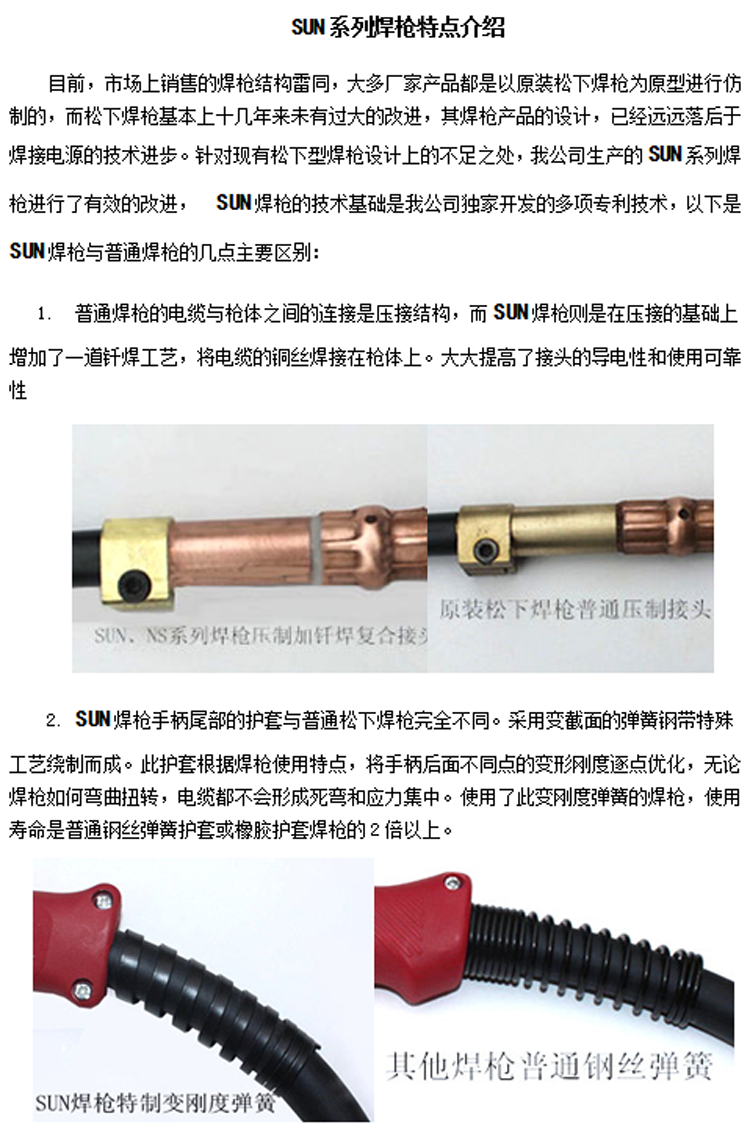 SUN系列焊枪特点介绍
目前，市场上销售的焊枪结构雷同，大多厂家产品都是以原装松下焊枪为原型进行仿
制的，而松下焊枪基本上十几年来未有过大的改进，其焊枪产品的设计，已经远远落后于
焊接电源的技术进步。针对现有松下型焊枪设计上的不足之处，我公司生产的SUN系列焊
枪进行了有效的改进， SUN焊枪的技术基础是我公司独家开发的多项专利技术，以下是
SUN焊枪与普通焊枪的几点主要区别：
1. 普通焊枪的电缆与枪体之间的连接是压接结构，而SUN焊枪则是在压接的基础上
增加了一道钎焊工艺，将电缆的铜丝焊接在枪体上。大大提高了接头的导电性和使用可靠
性
SUN、NS系列焊枪压制加钎焊复合接头
原装松下焊枪普通压制接头
2. SUN焊枪手柄尾部的护套与普通松下焊枪完全不同。采用变截面的弹簧钢带特殊
工艺绕制而成。此护套根据焊枪使用特点，将手柄后面不同点的变形刚度逐点优化，无论
焊枪如何弯曲扭转，电缆都不会形成死弯和应力集中。使用了此变刚度弹簧的焊枪，使用
寿命是普通钢丝弹簧护套或橡胶护套焊枪的2倍以上。
SUN焊枪特制变刚度弹簧
其他焊枪普通钢丝弹簧